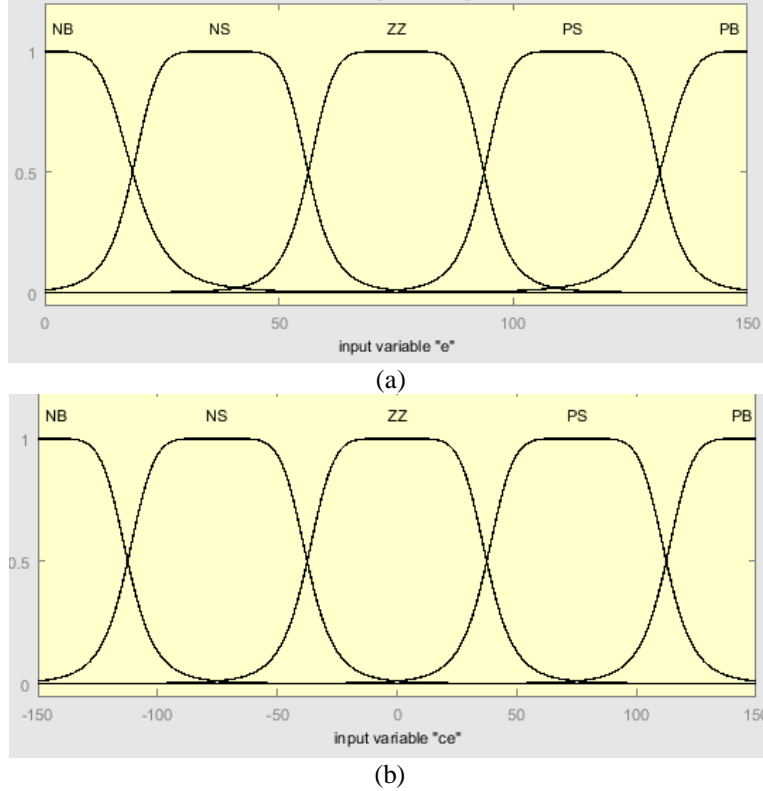 NB NS ZZ PS PB
1
0.5
0
0 50 100 150
input variable "e"
(a)
NB NS ZZ PS PB
1
0.5
0
-150 -100 -50 0 50 100 150
input variable "ce"
(b)